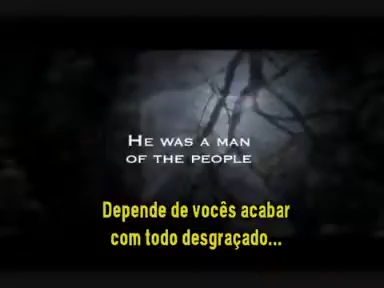 HE WAS A MAN
OF THE PEOPLE
Depende de vocês acabar
com todo desgraçado...